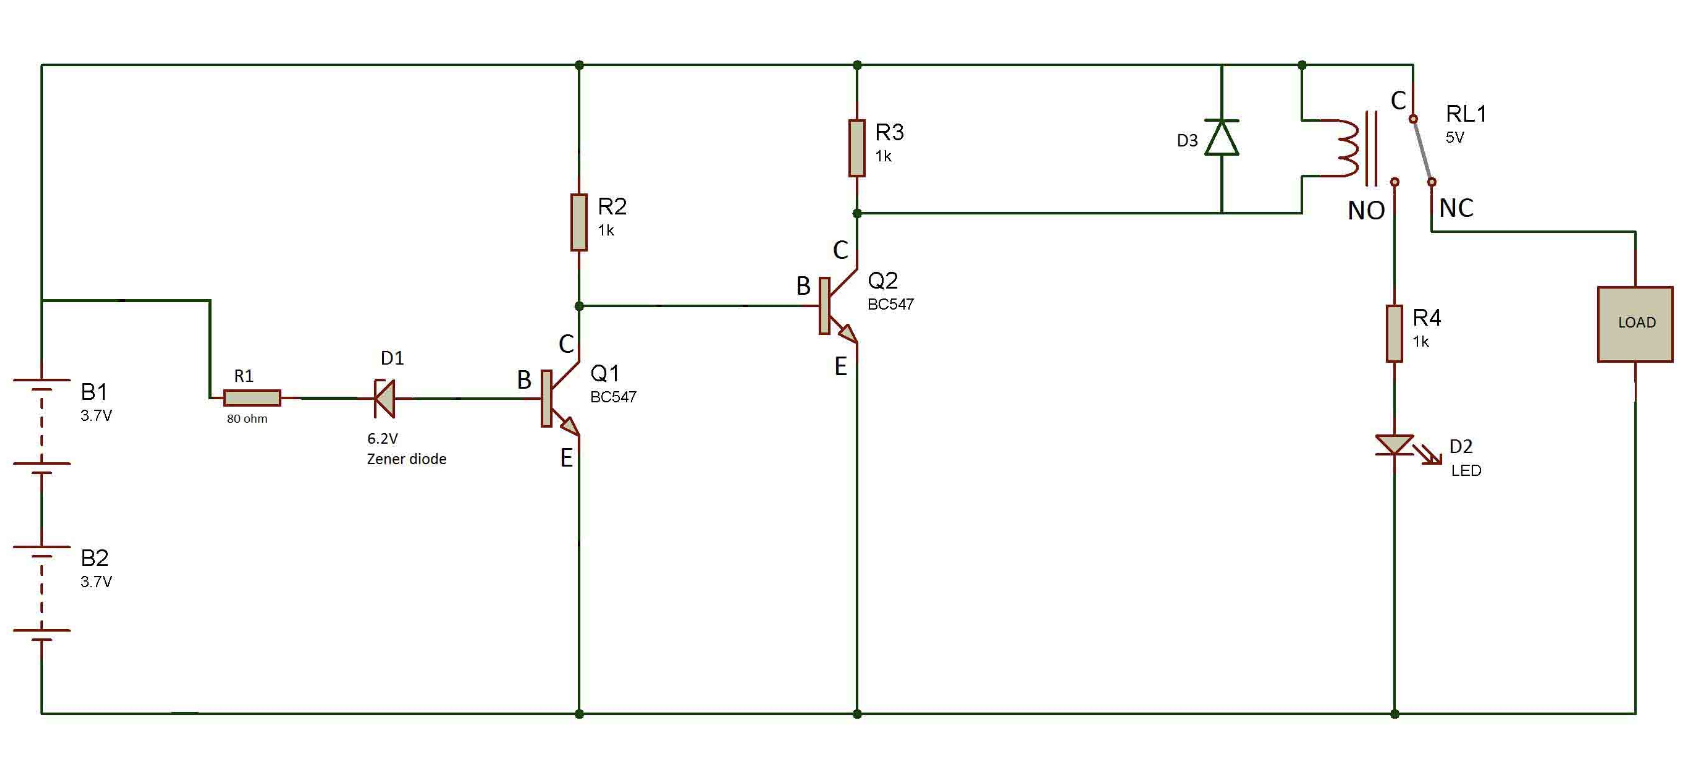 C
RL1
5V
R3
1k
D3
R2
1k
NO
NC
C
B
Q2
BC547
E
R4
1k
LOAD
C
D1
R1
80 ohm
B
Q1
BC547
E
B1
3.7V
6.2V
Zener diode
D2
LED
B2
3.7V